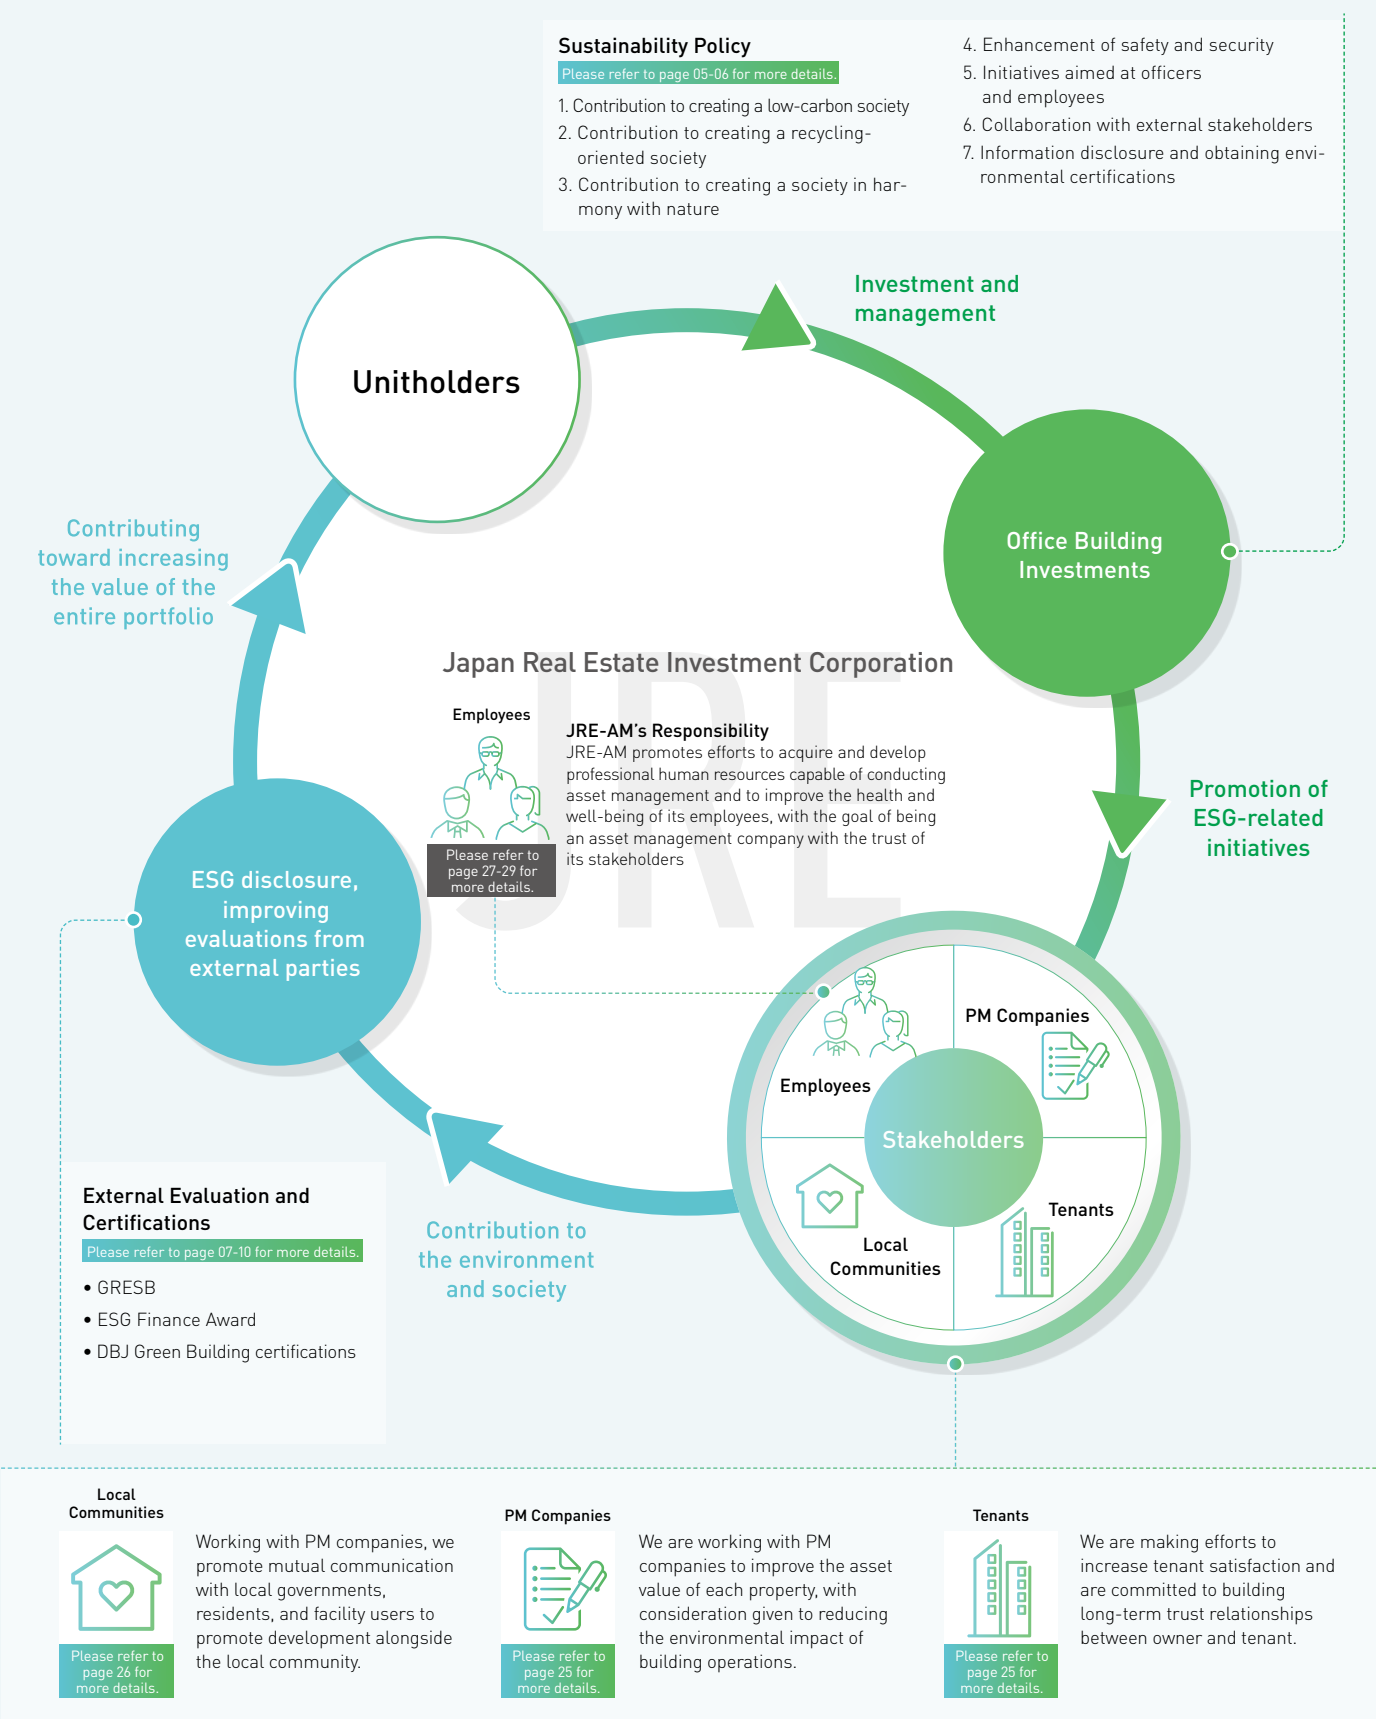 Sustainability Policy
Please refer to page 05-06 for more details.
1. Contribution to creating a low-carbon society
2. Contribution to creating a recycling-
oriented society
3. Contribution to creating a society in har-
mony with nature
4. Enhancement of safety and security
5. Initiatives aimed at officers
and employees
6. Collaboration with external stakeholders
7. Information disclosure and obtaining envi-
ronmental certifications
Investment and
management
Unitholders
Office Building
Investments
Contributing
toward increasing
the value of the
entire portfolio
JRE
Japan Real Estate Investment Corporation
Employees
Please refer to
page 27-29 for
more details.
JRE-AM's Responsibility
JRE-AM promotes efforts to acquire and develop
professional human resources capable of conducting
asset management and to improve the health and
well-being of its employees, with the goal of being
an asset management company with the trust of
its stakeholders
Promotion of
ESG-related
initiatives
ESG disclosure,
improving
evaluations from
external parties
Employees
PM Companies
Stakeholders
Local
Communities
Tenants
Contribution to
the environment
and society
External Evaluation and
Certifications
Please refer to page 07-10 for more details.
• GRESB
• ESG Finance Award
• DBJ Green Building certifications
Local
Communities
Please refer to
page 26 for
more details.
Working with PM companies, we
promote mutual communication
with local governments,
residents, and facility users to
promote development alongside
the local community.
PM Companies
Please refer to
page 25 for
more details.
We are working with PM
companies to improve the asset
value of each property, with
consideration given to reducing
the environmental impact of
building operations.
Tenants
Please refer to
page 25 for
more details.
We are making efforts to
increase tenant satisfaction and
are committed to building
long-term trust relationships
between owner and tenant.